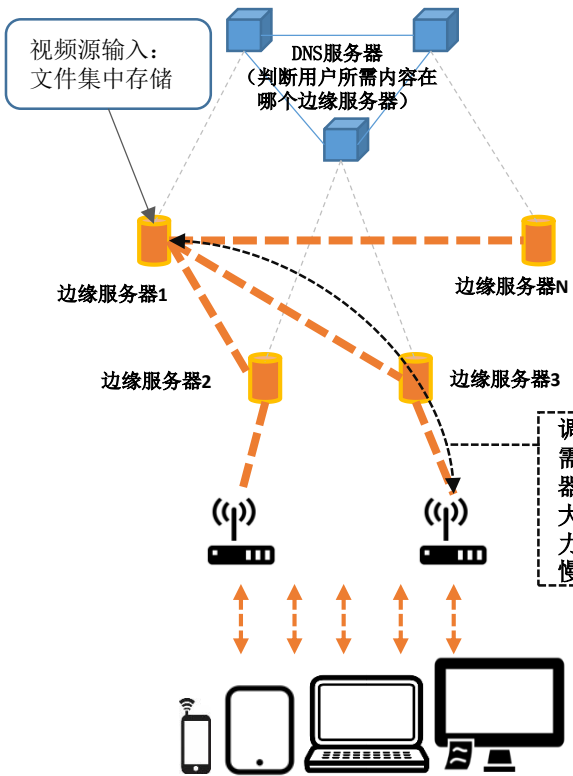 视频源输入：
文件集中存储
DNS服务器
（判断用户所需内容在
哪个边缘服务器）
边缘服务器1
边缘服务器N
边缘服务器2
边缘服务器3
调
需
器
大
力
慢